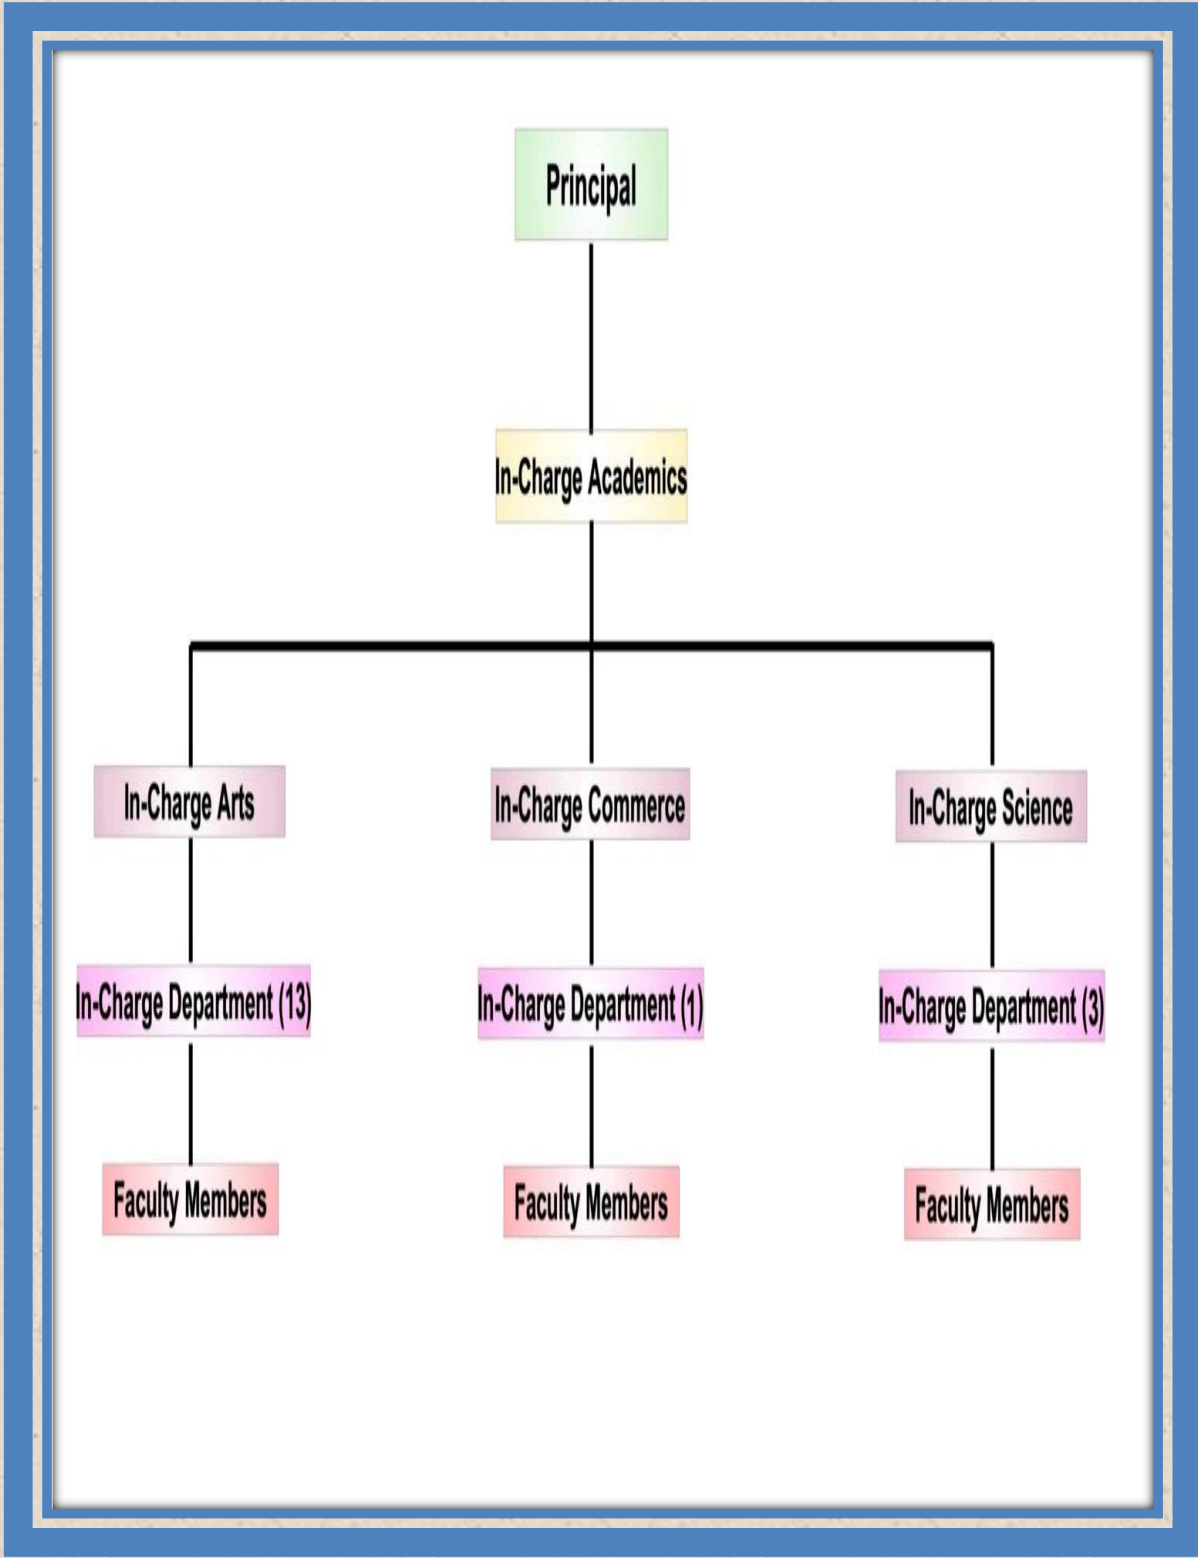 Principal
In-Charge Academics
In-Charge Arts
In-Charge Commerce
In-Charge Science
In-Charge Department (13)
In-Charge Department (1)
In-Charge Department (3)
Faculty Members
Faculty Members
Faculty Members